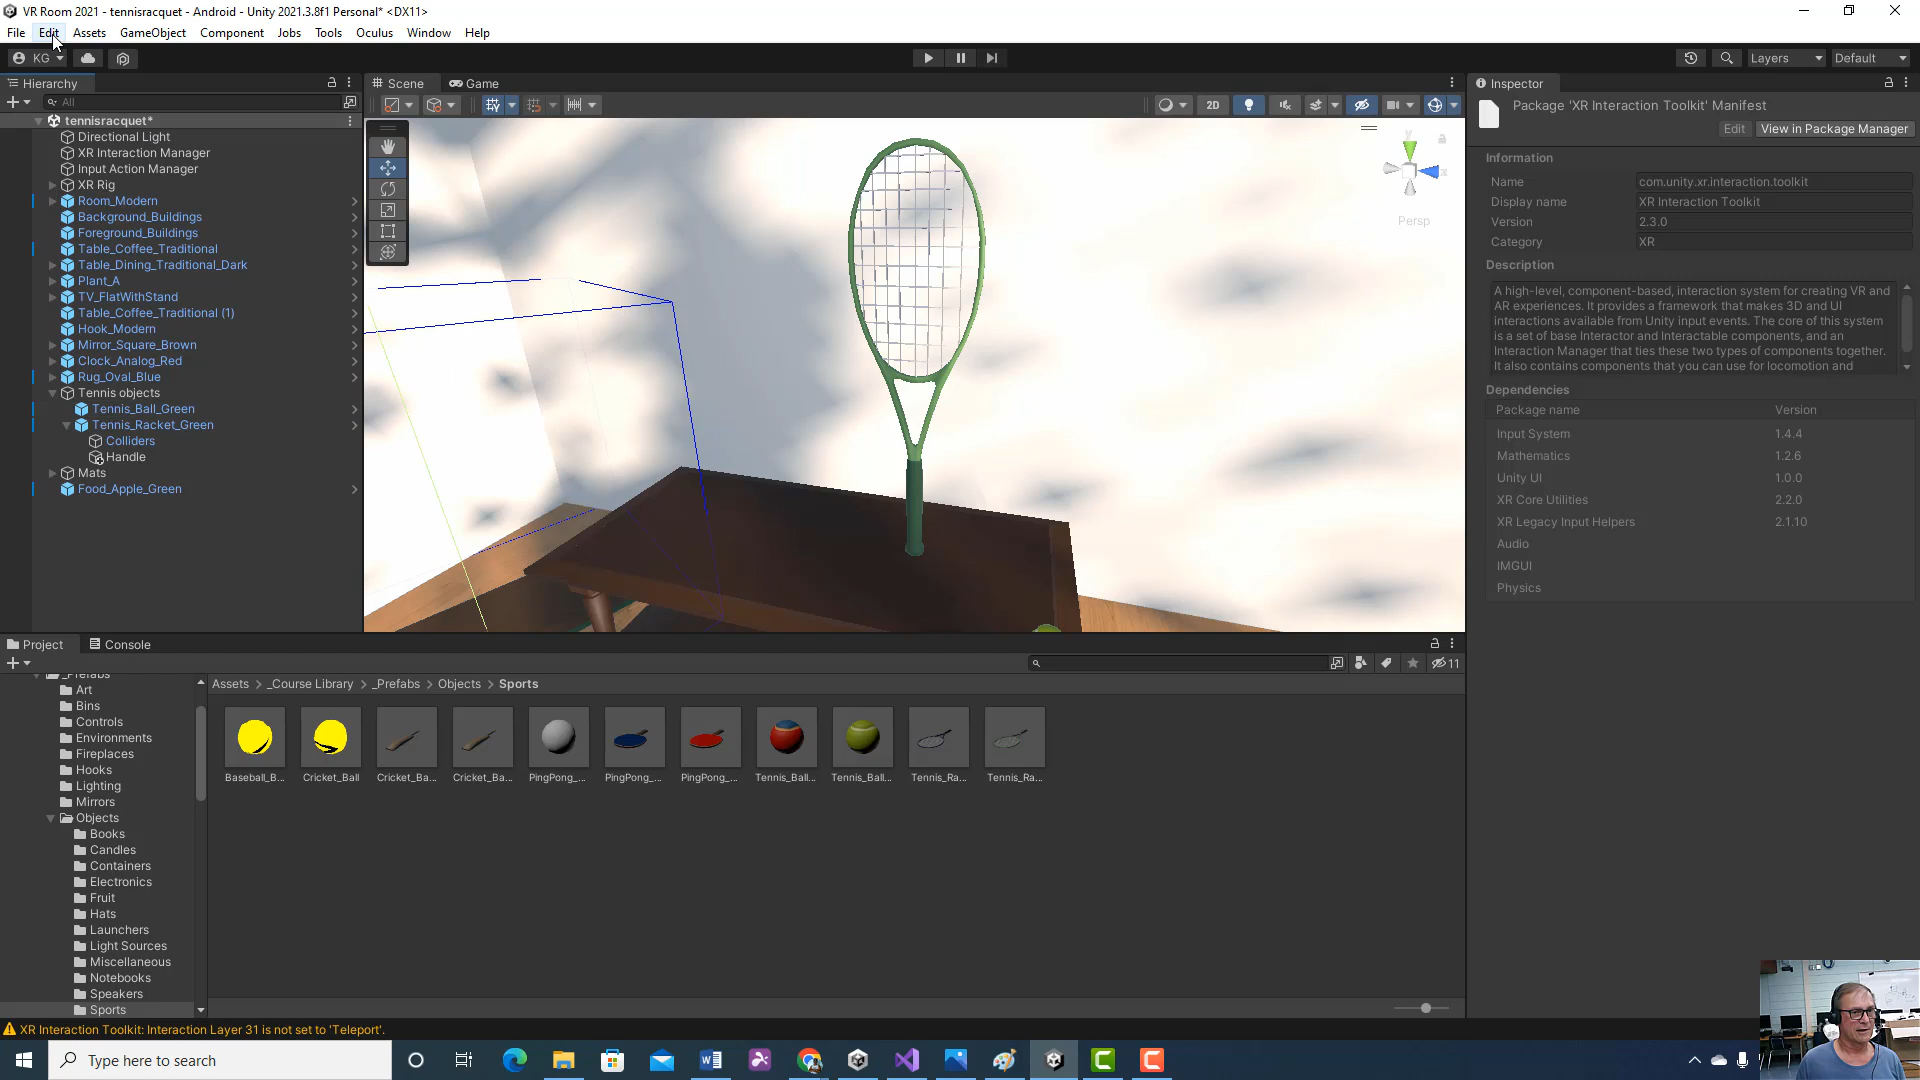 VR Room 2021 - tennisracquet - Android - Unity 2021.3.8f1 Personal* <DX11>
File Edit Assets GameObject Component Jobs Tools Oculus Window Help
KG Layers Default
Hierarchy
All
tennisracquet*
Directional Light
XR Interaction Manager
Input Action Manager
XR Rig
Room_Modern
Background_Buildings
Foreground_Buildings
Table_Coffee_Traditional
Table_Dining_Traditional_Dark
Plant_A
TV_FlatWithStand
Table_Coffee_Traditional (1)
Hook_Modern
Mirror_Square_Brown
Clock_Analog_Red
Rug_Oval_Blue
Tennis objects
Tennis_Ball_Green
Tennis_Racket_Green
Colliders
Handle
Mats
Food_Apple_Green
Scene Game
2D
y
Persp
Inspector
Package 'XR Interaction Toolkit' Manifest
Edit View in Package Manager
Information
Name com.unity.xr.interaction.toolkit
Display name XR Interaction Toolkit
Version 2.3.0
Category XR
Description
A high-level, component-based, interaction system for creating VR and
AR experiences. It provides a framework that makes 3D and UI
interactions available from Unity input events. The core of this system
is a set of base Interactor and Interactable components, and an
Interaction Manager that ties these two types of components together.
It also contains components that you can use for locomotion and
Dependencies
Package name Version
Input System 1.4.4
Mathematics 1.2.6
Unity UI 1.0.0
XR Core Utilities 2.2.0
XR Legacy Input Helpers 2.1.10
Audio
IMGUI
Physics
Project Console
11
_Prefabs
Art
Bins
Controls
Environments
Fireplaces
Hooks
Lighting
Mirrors
Objects
Books
Candles
Containers
Electronics
Fruit
Hats
Launchers
Light Sources
Miscellaneous
Notebooks
Speakers
Sports
Assets > _Course Library > _Prefabs > Objects > Sports
Baseball_B... Cricket_Ball Cricket_Ba... Cricket_Ba... PingPong_... PingPong_... PingPong_... Tennis_Ball... Tennis_Ball... Tennis_Ra... Tennis_Ra...
XR Interaction Toolkit: Interaction Layer 31 is not set to 'Teleport'.
Type here to search